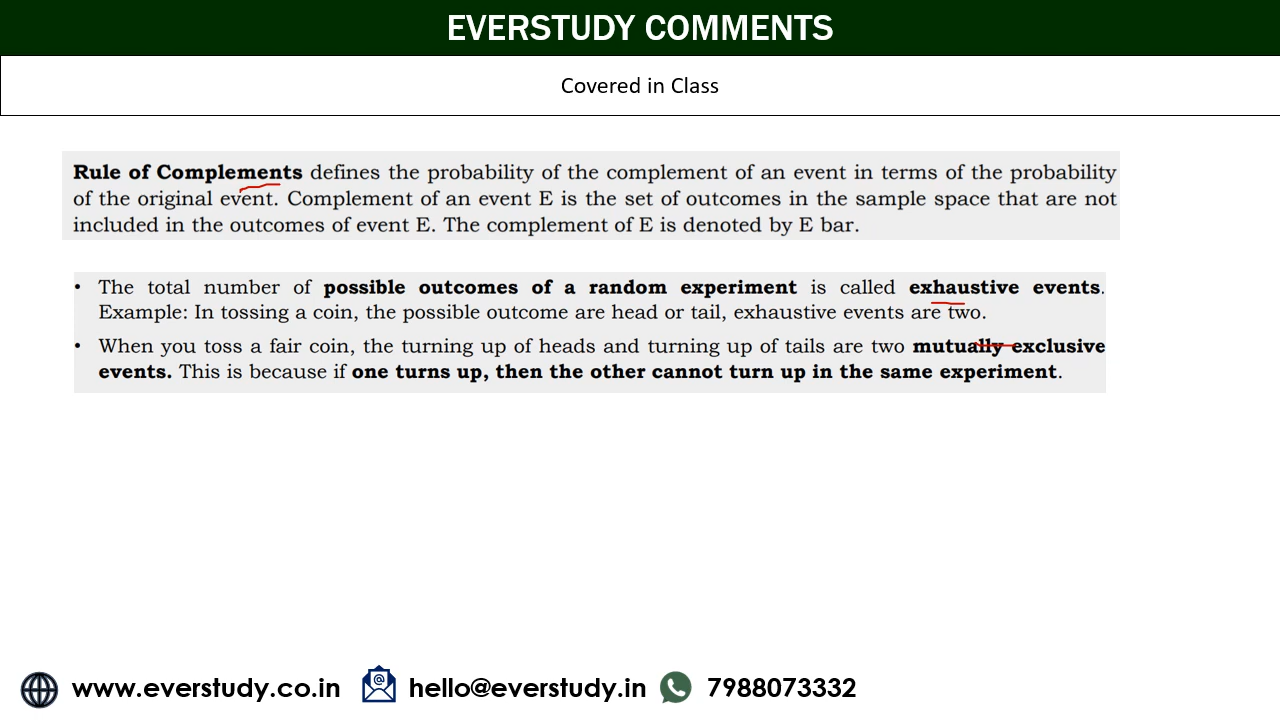 EVERSTUDY COMMENTS
Covered in Class
Rule of Complements defines the probability of the complement of an event in terms of the probability
of the original event. Complement of an event E is the set of outcomes in the sample space that are not
included in the outcomes of event E. The complement of E is denoted by E bar.
• The total number of possible outcomes of a random experiment is called exhaustive events.
Example: In tossing a coin, the possible outcome are head or tail, exhaustive events are two.
• When you toss a fair coin, the turning up of heads and turning up of tails are two mutually exclusive
events. This is because if one turns up, then the other cannot turn up in the same experiment.
www.everstudy.co.in hello@everstudy.in 7988073332